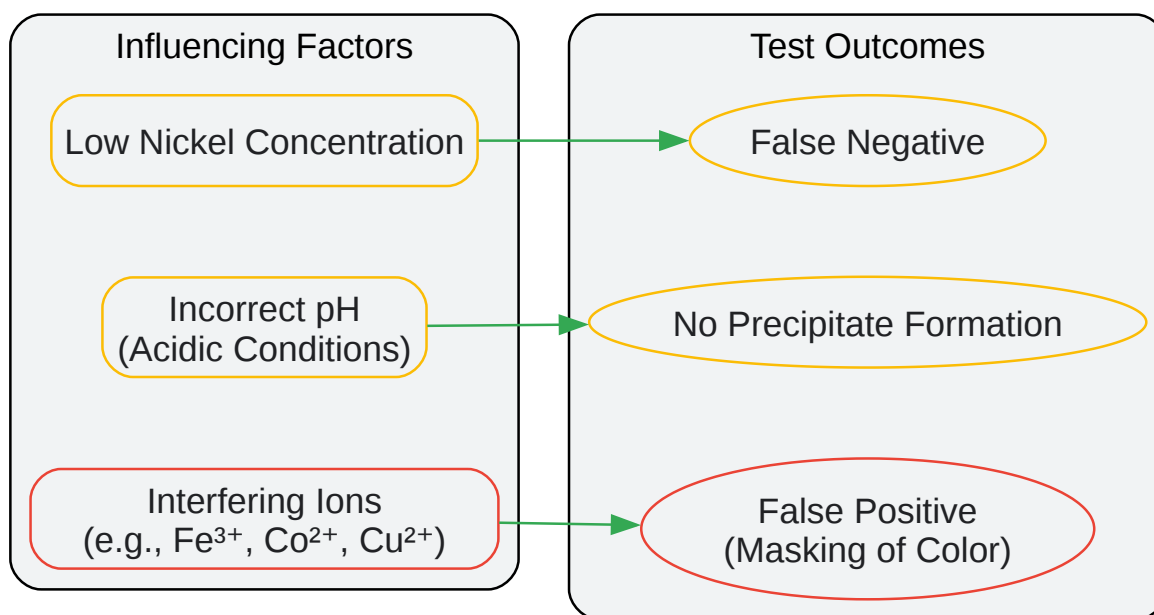 Influencing Factors
Low Nickel Concentration
Incorrect pH
(Acidic Conditions)
Interfering Ions
(e.g., Fe³⁺, Co²⁺, Cu²⁺)
Test Outcomes
False Negative
No Precipitate Formation
False Positive
(Masking of Color)